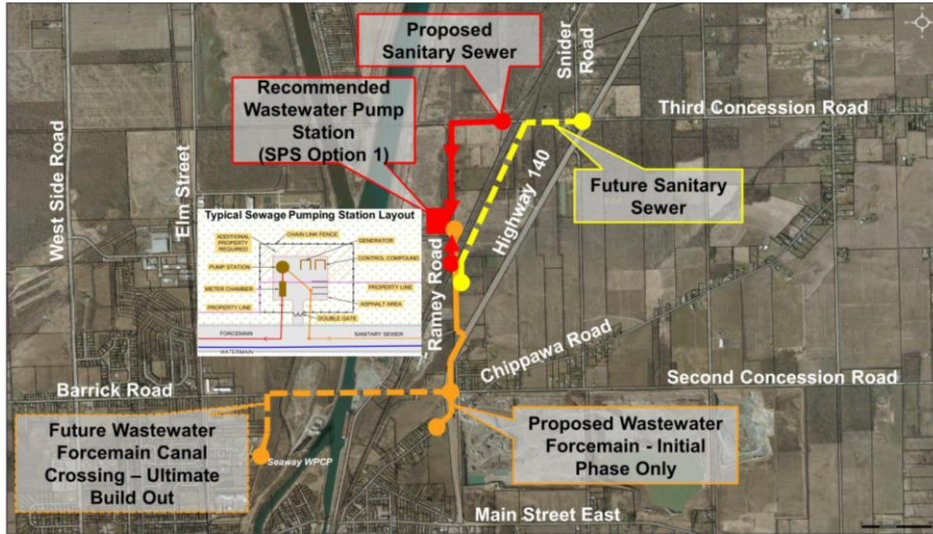 Proposed
Sanitary Sewer
Snider
Road
Recommended
Wastewater Pump
Station
(SPS Option 1)
Third Concession Road
West Side Road
Elm Street
Highway 140
Future Sanitary
Sewer
Typical Sewage Pumping Station Layout
ADDITIONAL
PROPERTY
REQUIRED
CHAIN LINK FENCE
GENERATOR
PUMP STATION
CONTROL COMPOUND
METER CHAMBER
PROPERTY LINE
ASPHALT AREA
PROPERTY LINE
DOUBLE GATE
FORCEMAIN
SANITARY SEWER
WATERMAIN
Ramey Road
Chippawa Road
Barrick Road
Second Concession Road
Future Wastewater
Forcemain Canal
Crossing – Ultimate
Build Out
Seaway WPCP
Proposed Wastewater
Forcemain - Initial
Phase Only
Main Street East